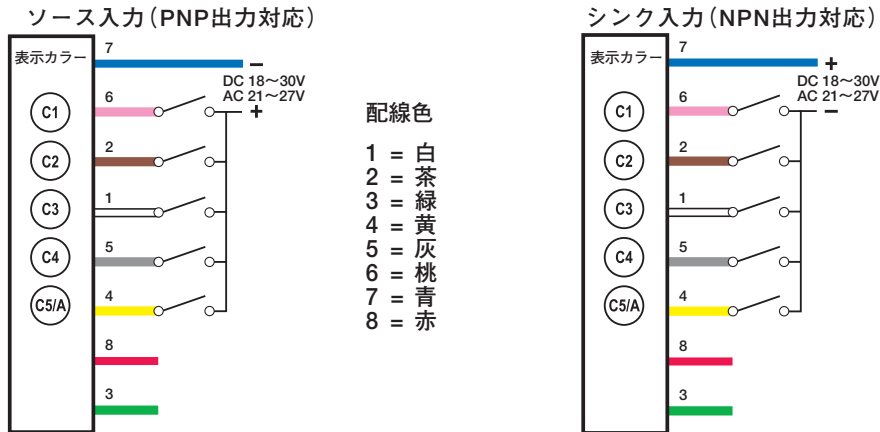 ソース入力(PNP出力対応)
表示カラー
7
−
DC 18〜30V
AC 21〜27V
+
C1
6
C2
2
C3
1
C4
5
C5/A
4
8
3
配線色
1 = 白
2 = 茶
3 = 緑
4 = 黄
5 = 灰
6 = 桃
7 = 青
8 = 赤
シンク入力(NPN出力対応)
表示カラー
7
+
DC 18〜30V
AC 21〜27V
−
C1
6
C2
2
C3
1
C4
5
C5/A
4
8
3